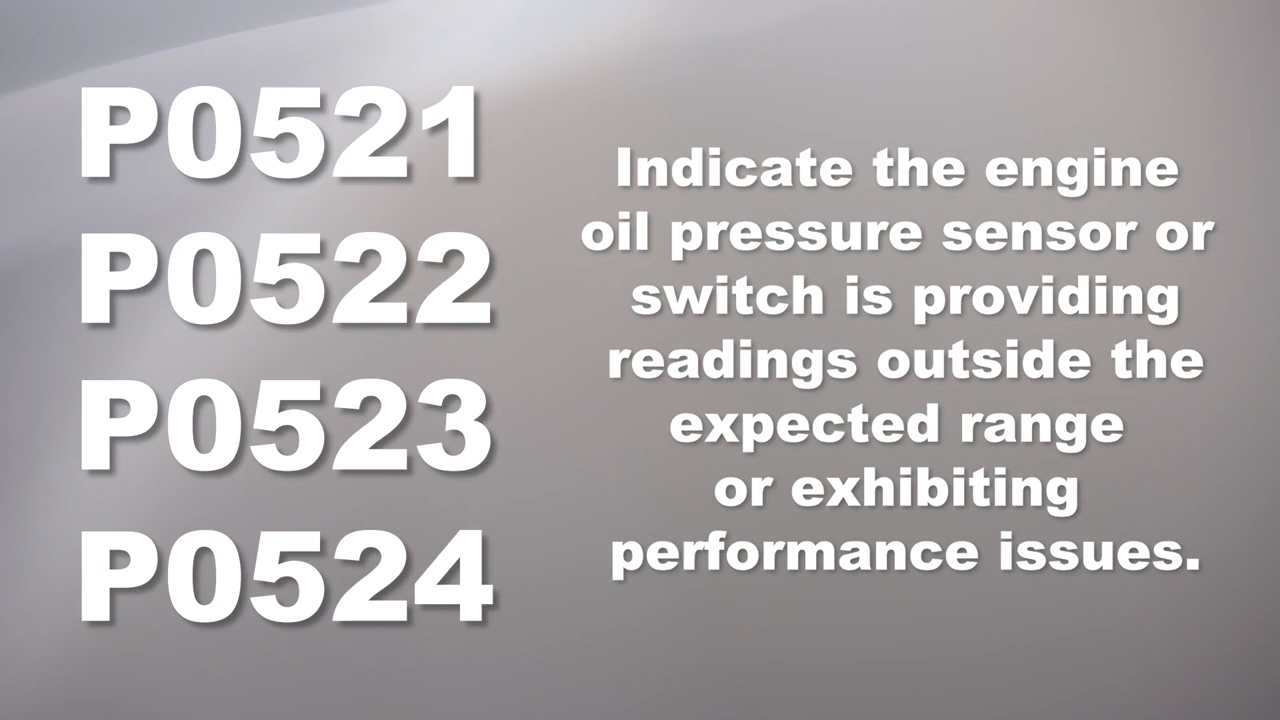 P0521
P0522
P0523
P0524
Indicate the engine
oil pressure sensor or
switch is providing
readings outside the
expected range
or exhibiting
performance issues.